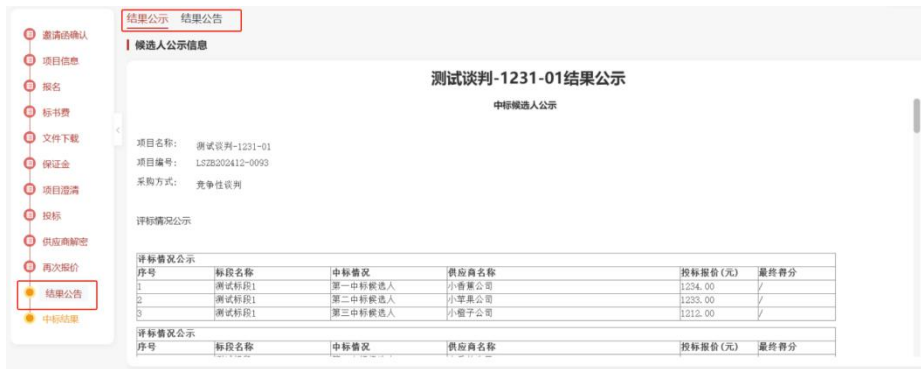 结果公示 结果公告
邀请函确认
项目信息
报名
标书费
文件下载
保证金
项目澄清
投标
供应商解密
再次报价
结果公告
中标结果
候选人公示信息
测试谈判-1231-01结果公示
中标候选人公示
项目名称: 测试谈判-1231-01
项目编号: LSZB202412-0093
采购方式: 竞争性谈判
评标情况公示
评标情况公示
序号 标段名称 中标情况 供应商名称 投标报价(元) 最终得分
1 测试标段1 第一中标候选人 小香蕉公司 1234.00 /
2 测试标段1 第二中标候选人 小苹果公司 1233.00 /
3 测试标段1 第三中标候选人 小橙子公司 1212.00 /
评标情况公示
序号 标段名称 中标情况 供应商名称 投标报价(元) 最终得分